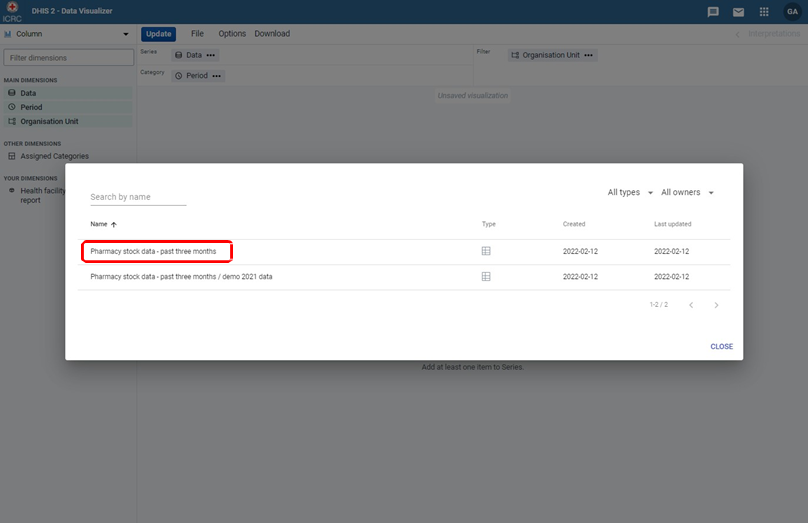 DHIS 2 - Data Visualizer
GA
ICRC
Column
Update
File
Options
Download
Interpretations
Filter dimensions
Series
Data •••
Filter
Organisation Unit •••
Category
Period •••
MAIN DIMENSIONS
Data
Period
Organisation Unit
Unsaved visualization
OTHER DIMENSIONS
Assigned Categories
YOUR DIMENSIONS
Health facility
report
Search by name
All types
All owners
Name
Type
Created
Last updated
Pharmacy stock data - past three months
2022-02-12
2022-02-12
Pharmacy stock data - past three months / demo 2021 data
2022-02-12
2022-02-12
1-2 / 2
CLOSE
Add at least one item to Series.